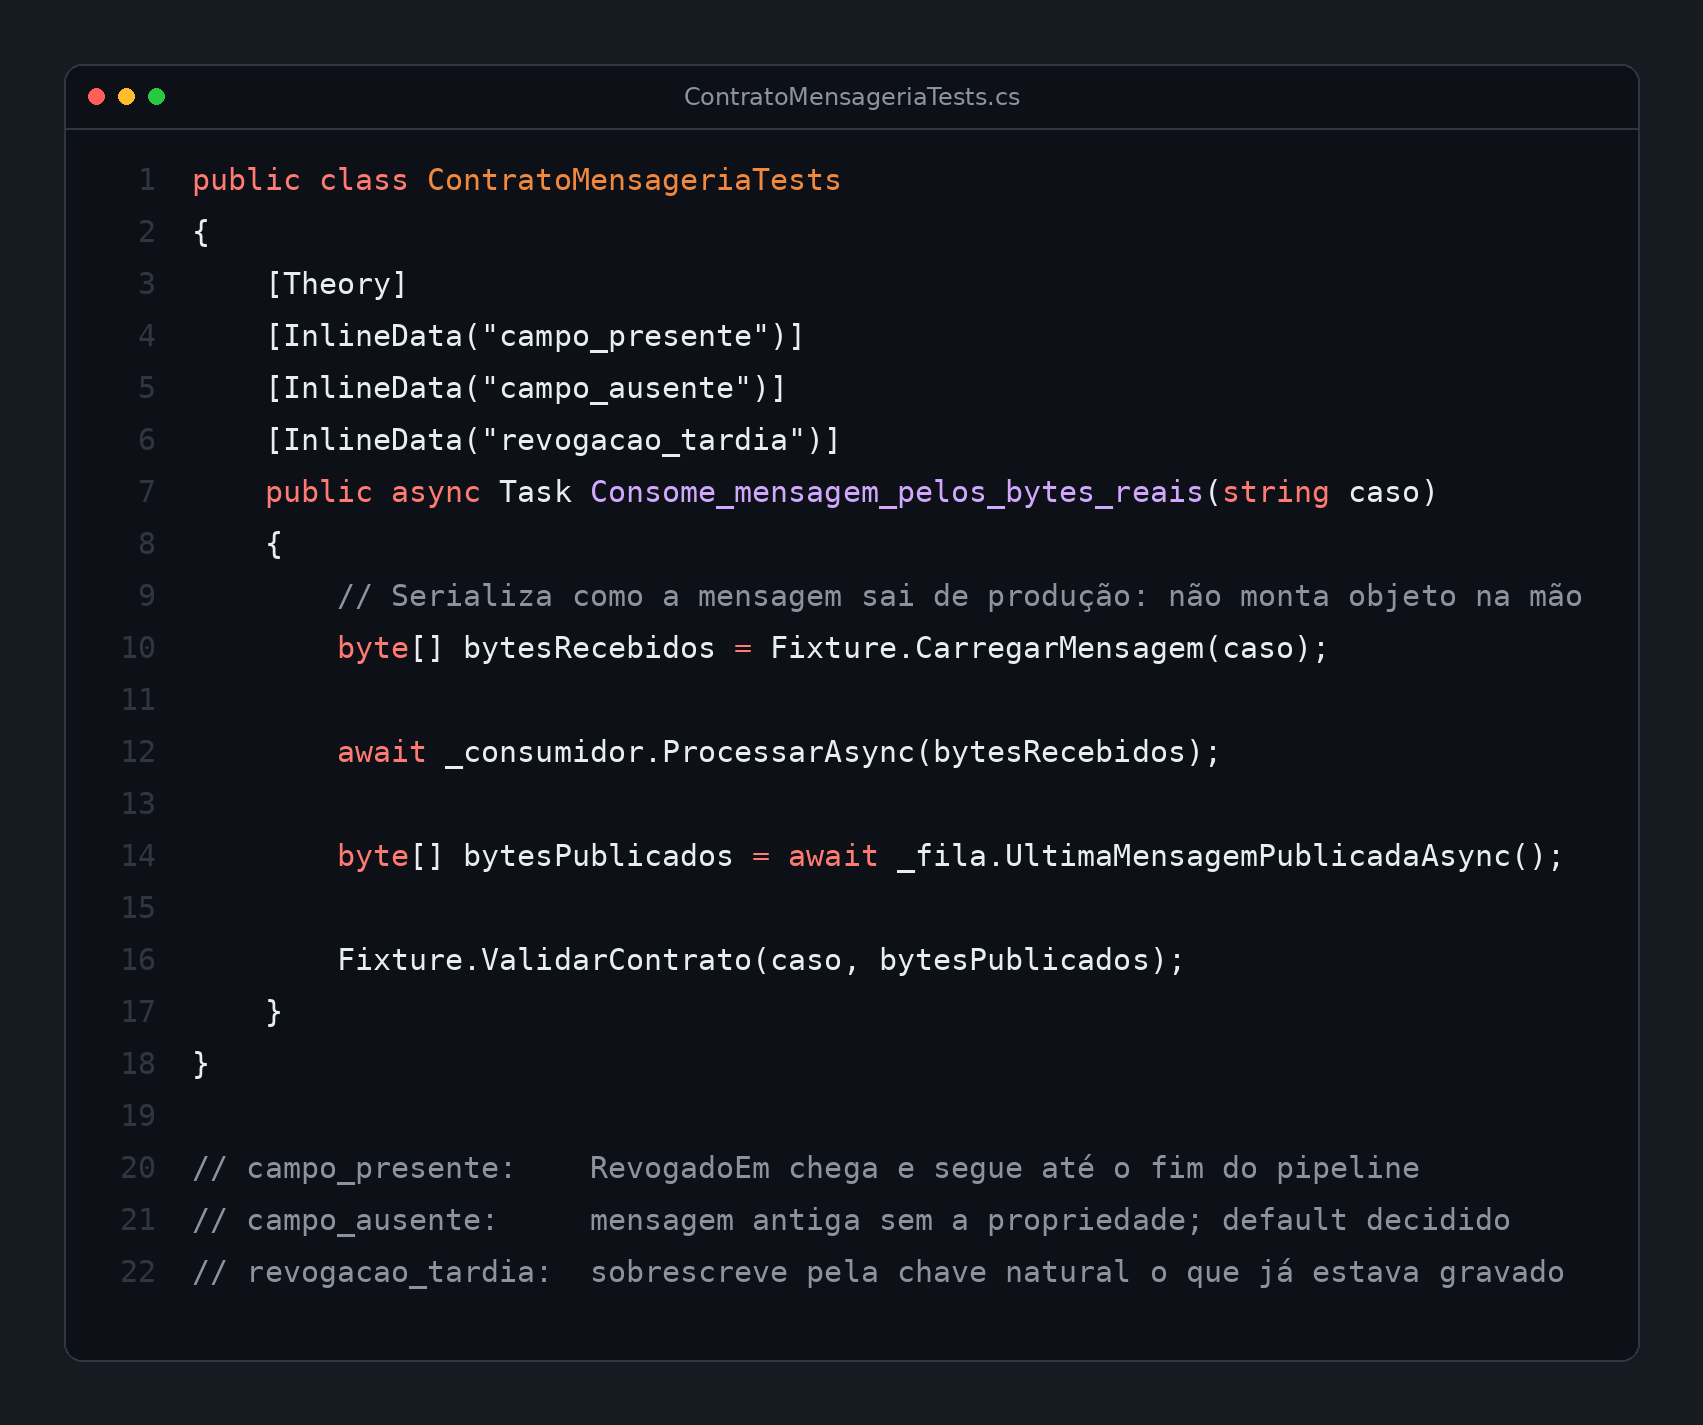 ContratoMensageriaTests.cs
1 public class ContratoMensageriaTests
2 {
3     [Theory]
4     [InlineData("campo_presente")]
5     [InlineData("campo_ausente")]
6     [InlineData("revogacao_tardia")]
7     public async Task Consome_mensagem_pelos_bytes_reais(string caso)
8     {
9         // Serializa como a mensagem sai de produção: não monta objeto na mão
10         byte[] bytesRecebidos = Fixture.CarregarMensagem(caso);
11
12         await _consumidor.ProcessarAsync(bytesRecebidos);
13
14         byte[] bytesPublicados = await _fila.UltimaMensagemPublicadaAsync();
15
16         Fixture.ValidarContrato(caso, bytesPublicados);
17     }
18 }
19
20 // campo_presente:    RevogadoEm chega e segue até o fim do pipeline
21 // campo_ausente:     mensagem antiga sem a propriedade; default decidido
22 // revogacao_tardia:  sobrescreve pela chave natural o que já estava gravado